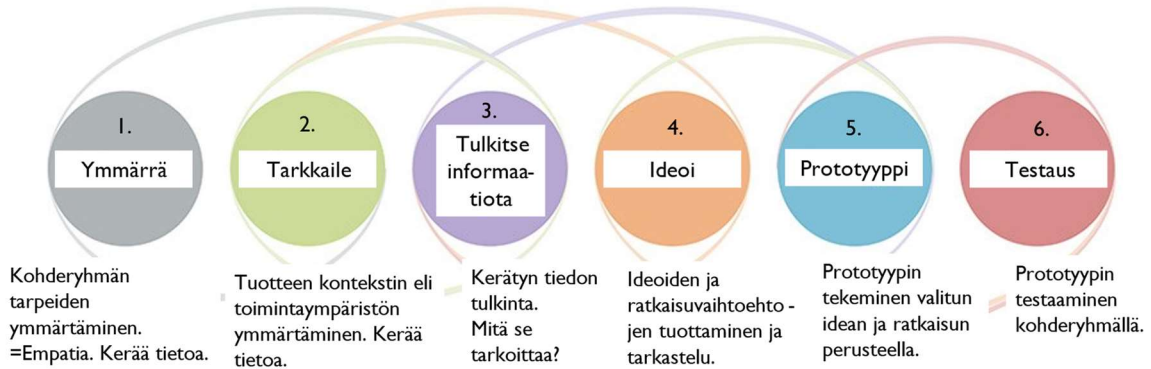 1.
Ymmärrä
2.
Tarkkaile
3.
Tulkitse
informaa-
tiota
4.
Ideoi
5.
Prototyyppi
6.
Testaus
Kohderyhmän
tarpeiden
ymmärtäminen.
=Empatia. Kerää tietoa.
Tuotteen kontekstin eli
toimintaympäristön
ymmärtäminen. Kerää
tietoa.
Kerätyn tiedon
tulkinta.
Mitä se
tarkoittaa?
Ideoiden ja
ratkaisuvaihtoehto -
jen tuottaminen ja
tarkastelu.
Prototyypin
tekeminen valitun
idean ja ratkaisun
perusteella.
Prototyypin
testaaminen
kohderyhmällä.